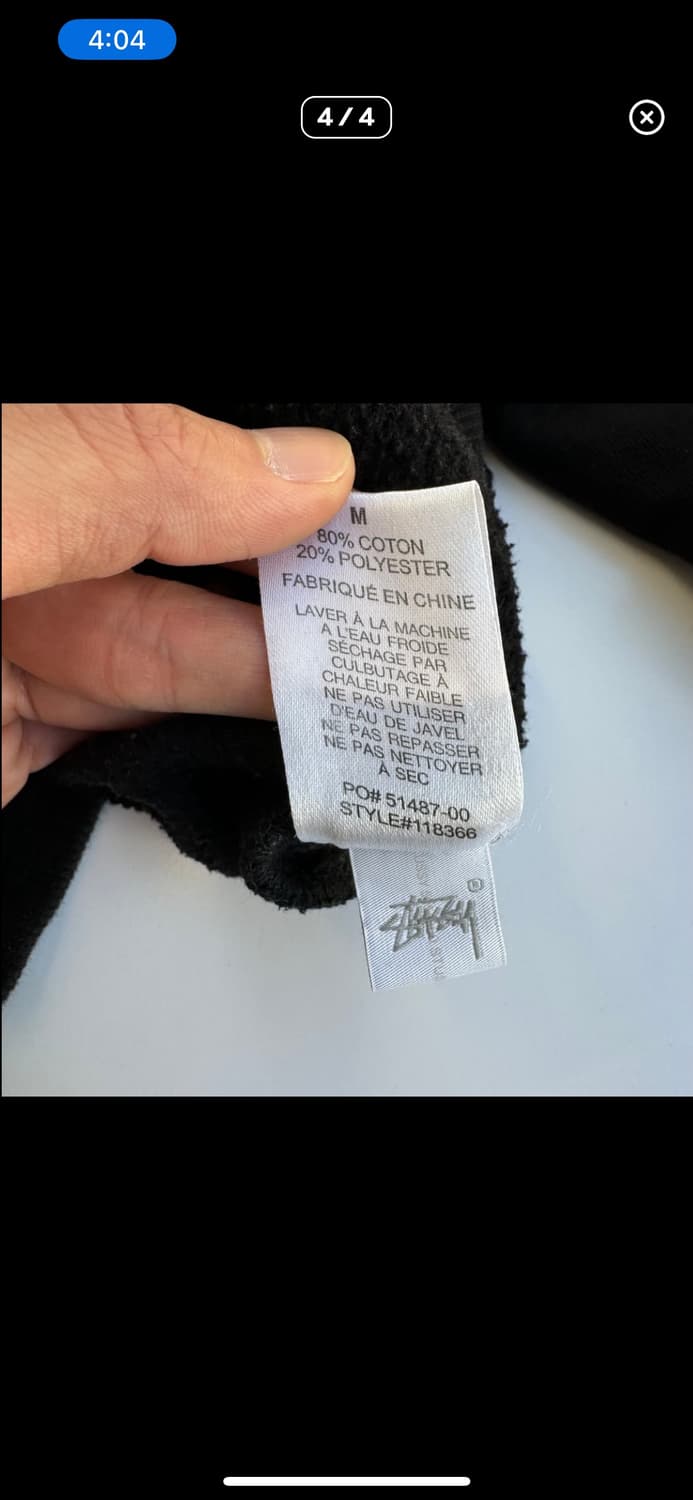 4:04
4/4
M
80% COTON
20% POLYESTER
FABRIQUÉ EN CHINE
LAVER À LA MACHINE
A L'EAU FROIDE
SÉCHAGE PAR
CULBUTAGE À
CHALEUR FAIBLE
NE PAS UTILISER
D'EAU DE JAVEL
NE PAS REPASSER
NE PAS NETTOYER
À SEC
PO# 51487-00
STYLE#118366
Stüssy ®